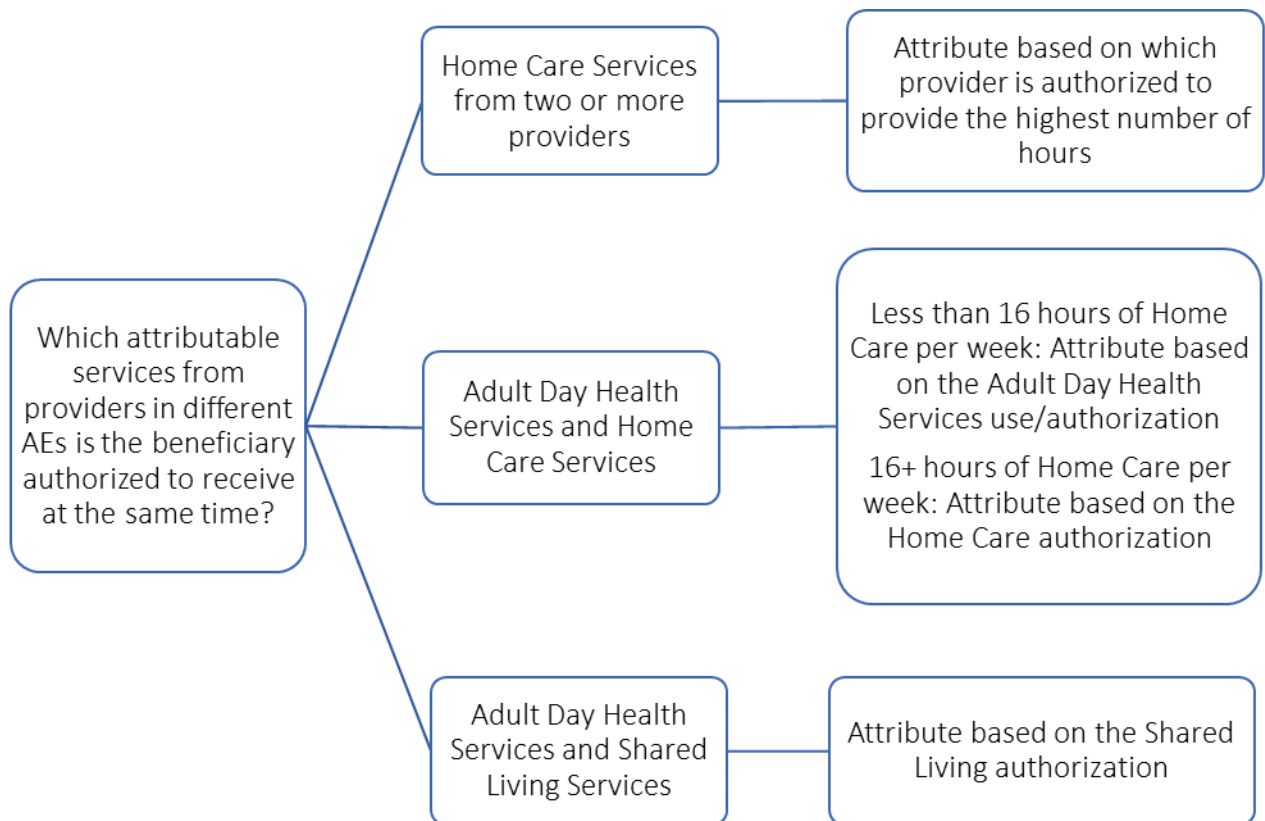 Which attributable
services from
providers in different
AEs is the beneficiary
authorized to receive
at the same time?
Home Care Services
from two or more
providers
Attribute based on which
provider is authorized to
provide the highest number of
hours
Adult Day Health
Services and Home
Care Services
Less than 16 hours of Home
Care per week: Attribute based
on the Adult Day Health
Services use/authorization
16+ hours of Home Care per
week: Attribute based on the
Home Care authorization
Adult Day Health
Services and Shared
Living Services
Attribute based on the Shared
Living authorization